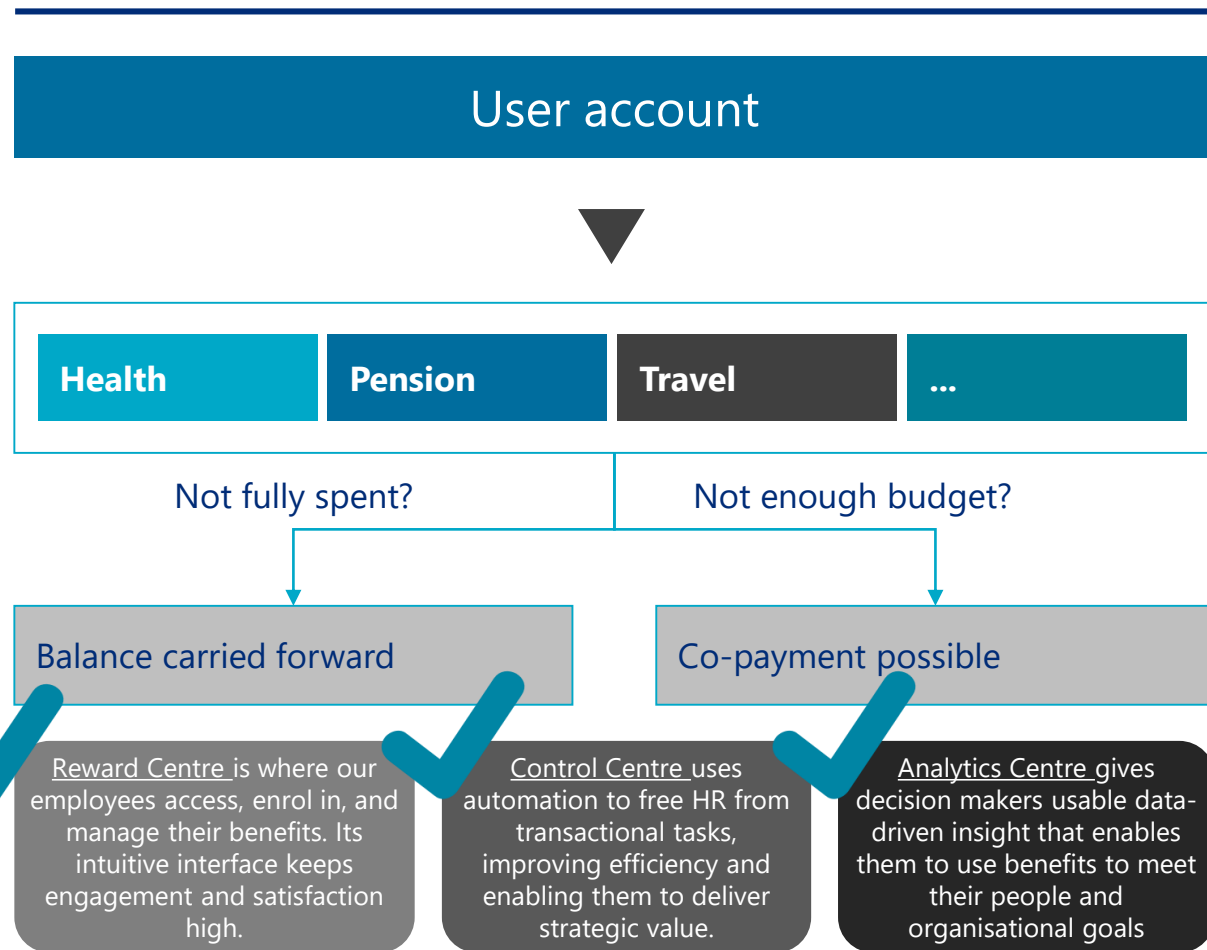 User account
Health
Pension
Travel
...
Not fully spent?
Not enough budget?
Balance carried forward
Co-payment possible
Reward Centre is where our
employees access, enrol in, and
manage their benefits. Its
intuitive interface keeps
engagement and satisfaction
high.
Control Centre uses
automation to free HR from
transactional tasks,
improving efficiency and
enabling them to deliver
strategic value.
Analytics Centre gives
decision makers usable data-
driven insight that enables
them to use benefits to meet
their people and
organisational goals